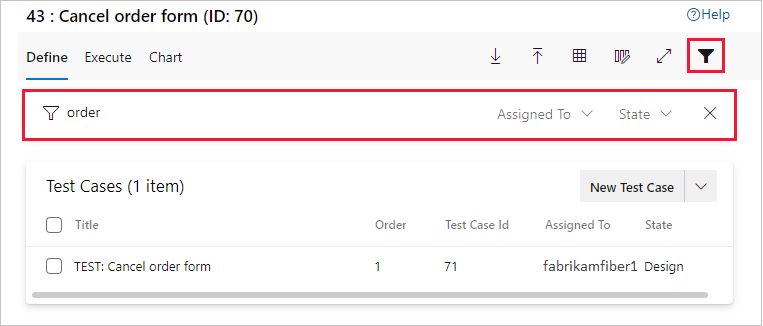 43 : Cancel order form (ID: 70)
Help
Define Execute Chart
order Assigned To State
Test Cases (1 item) New Test Case
Title Order Test Case Id Assigned To State
TEST: Cancel order form 1 71 fabrikamfiber1 Design